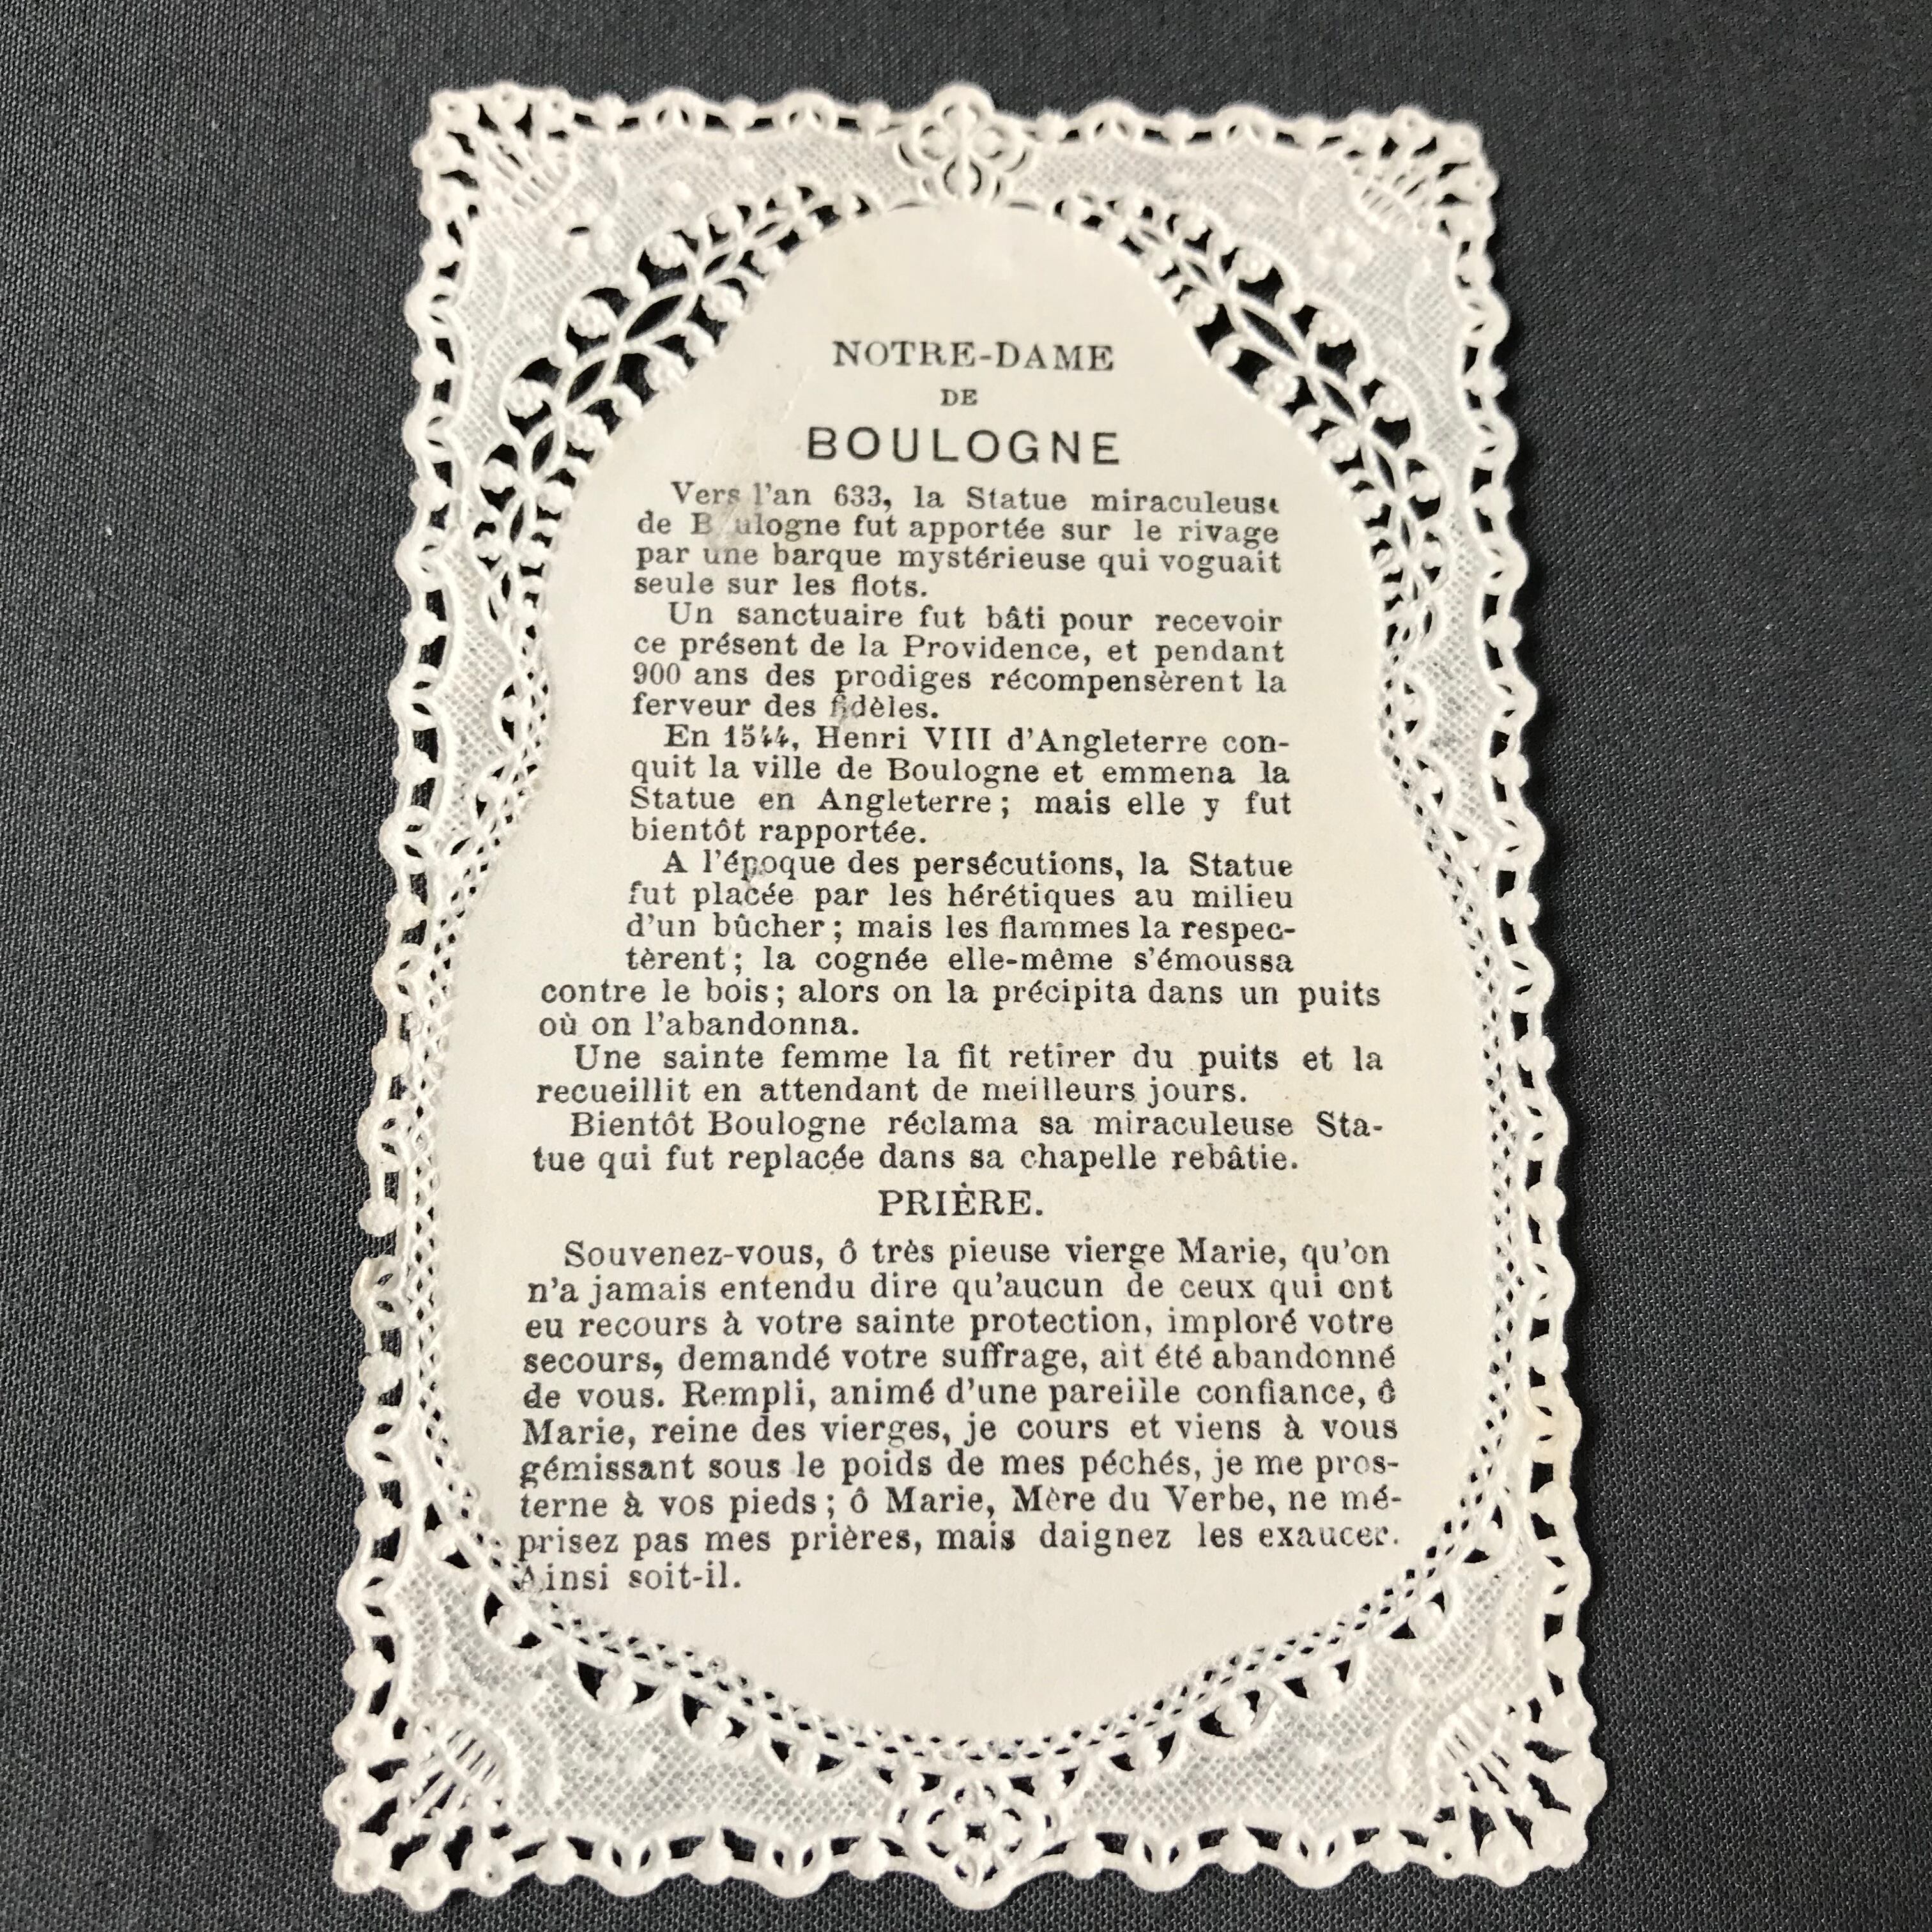 NOTRE-DAME
DE
BOULOGNE
Vers l'an 633, la Statue miraculeuse
de Boulogne fut apportée sur le rivage
par une barque mystérieuse qui voguait
seule sur les flots.
Un sanctuaire fut bâti pour recevoir
ce présent de la Providence, et pendant
900 ans des prodiges récompensèrent la
ferveur des fidèles.
En 1544, Henri VIII d'Angleterre con-
quit la ville de Boulogne et emmena la
Statue en Angleterre ; mais elle y fut
bientôt rapportée.
A l'époque des persécutions, la Statue
fut placée par les hérétiques au milieu
d'un bûcher ; mais les flammes la respec-
tèrent ; la cognée elle-même s'émoussa
contre le bois ; alors on la précipita dans un puits
où on l'abandonna.
Une sainte femme la fit retirer du puits et la
recueillit en attendant de meilleurs jours.
Bientôt Boulogne réclama sa miraculeuse Sta-
tue qui fut replacée dans sa chapelle rebâtie.
PRIÈRE.
Souvenez-vous, ô très pieuse vierge Marie, qu'on
n'a jamais entendu dire qu'aucun de ceux qui ont
eu recours à votre sainte protection, imploré votre
secours, demandé votre suffrage, ait été abandonné
de vous. Rempli, animé d'une pareille confiance, ô
Marie, reine des vierges, je cours et viens à vous
gémissant sous le poids de mes péchés, je me pros-
terne à vos pieds ; ô Marie, Mère du Verbe, ne mé-
prisez pas mes prières, mais daignez les exaucer.
Ainsi soit-il.